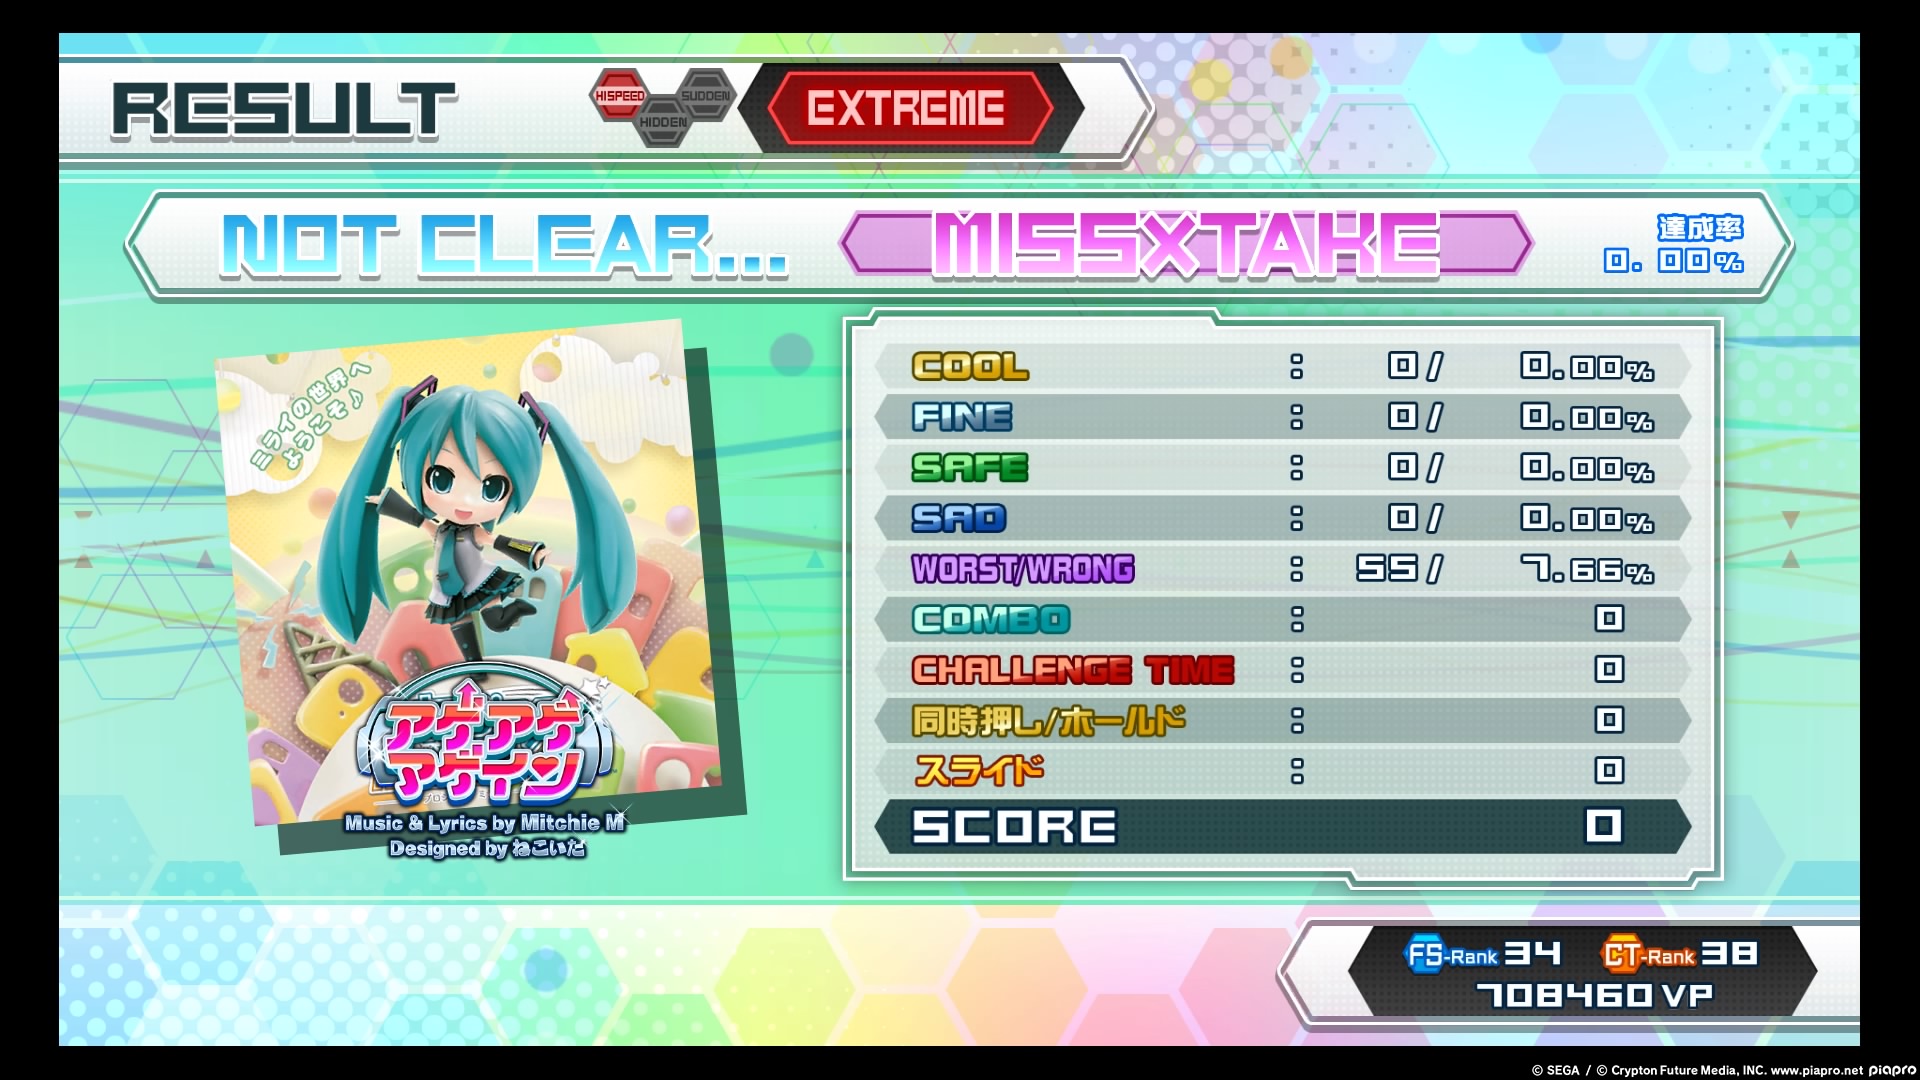 RESULT
HISPEED
SUDDEN
HIDDEN
EXTREME
NOT CLEAR...
MISS×TAKE
達成率
0.00%
COOL : 0/ 0.00%
FINE : 0/ 0.00%
SAFE : 0/ 0.00%
SAD : 0/ 0.00%
WORST/WRONG : 55/ 7.66%
COMBO : 0
CHALLENGE TIME : 0
同時押し/ホールド : 0
スライド : 0
SCORE 0
ミライの世界へ
ようこそ♪
アゲアゲ
アゲイン
Music & Lyrics by Mitchie M
Designed by ねこいた
FS-Rank 34 CT-Rank 38
708460 VP
© SEGA / © Crypton Future Media, INC. www.piapro.net piapro